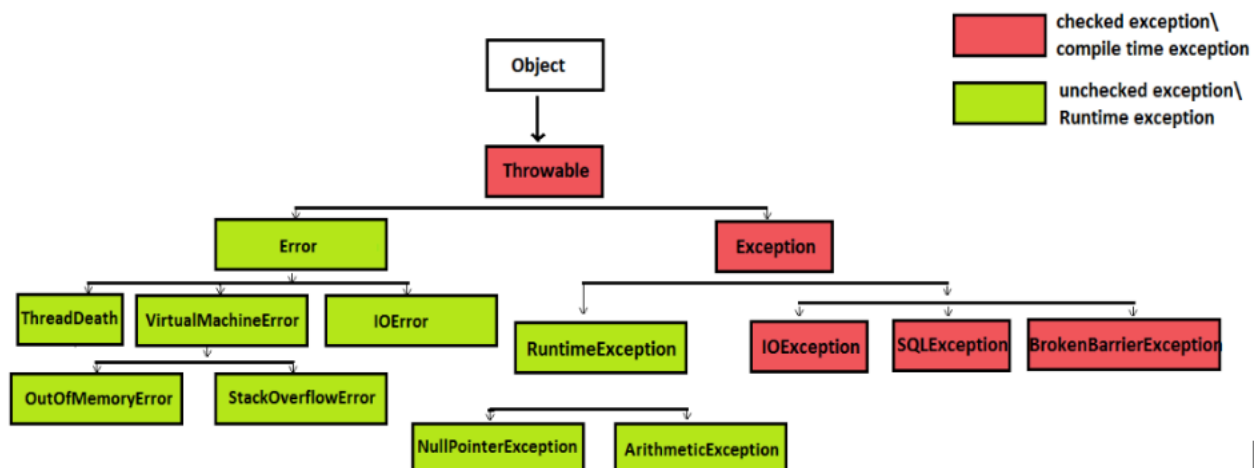 checked exception\
compile time exception
Object
unchecked exception\
Runtime exception
Throwable
Error
Exception
ThreadDeath
VirtualMachineError
IOError
RuntimeException
IOException
SQLException
BrokenBarrierException
OutOfMemoryError
StackOverflowError
NullPointerException
ArithmeticException